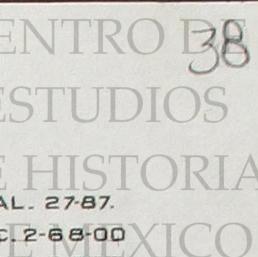 ENTRO DE
38
ESTUDIOS
E HISTORIA
AL. 27-87.
C. 2-68-00
E MEXICO